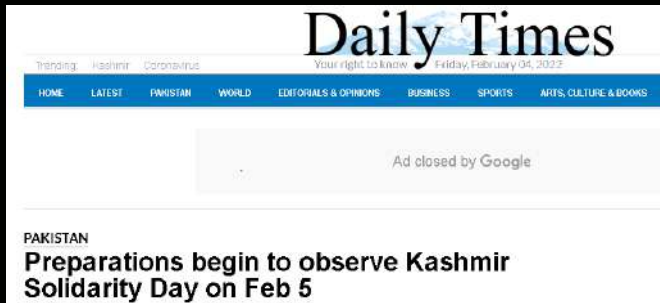 Daily Times
Trending: Kashmir Coronavirus
Your right to know Friday, February 04, 2022
HOME LATEST PAKISTAN WORLD EDITORIALS & OPINIONS BUSINESS SPORTS ARTS, CULTURE & BOOKS
Ad closed by Google
PAKISTAN
Preparations begin to observe Kashmir
Solidarity Day on Feb 5